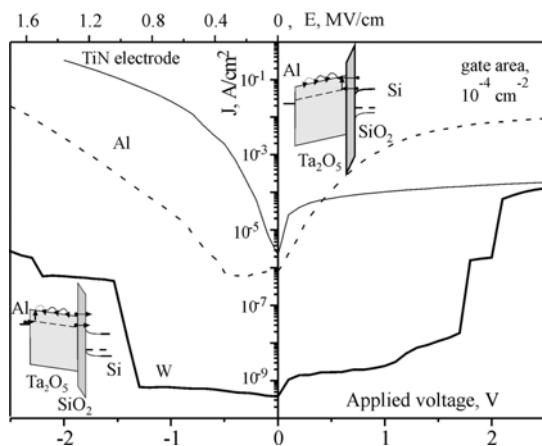 1.6 1.2 0.8 0.4 0 , E, MV/cm
TiN electrode
Al
J, A/cm²
10⁻¹
10⁻³
10⁻⁵
10⁻⁷
10⁻⁹
Al
Si
SiO₂
Ta₂O₅
gate area,
10⁻⁴ cm⁻²
Al
Si
Ta₂O₅
SiO₂
W
Applied voltage, V
-2 -1 0 1 2